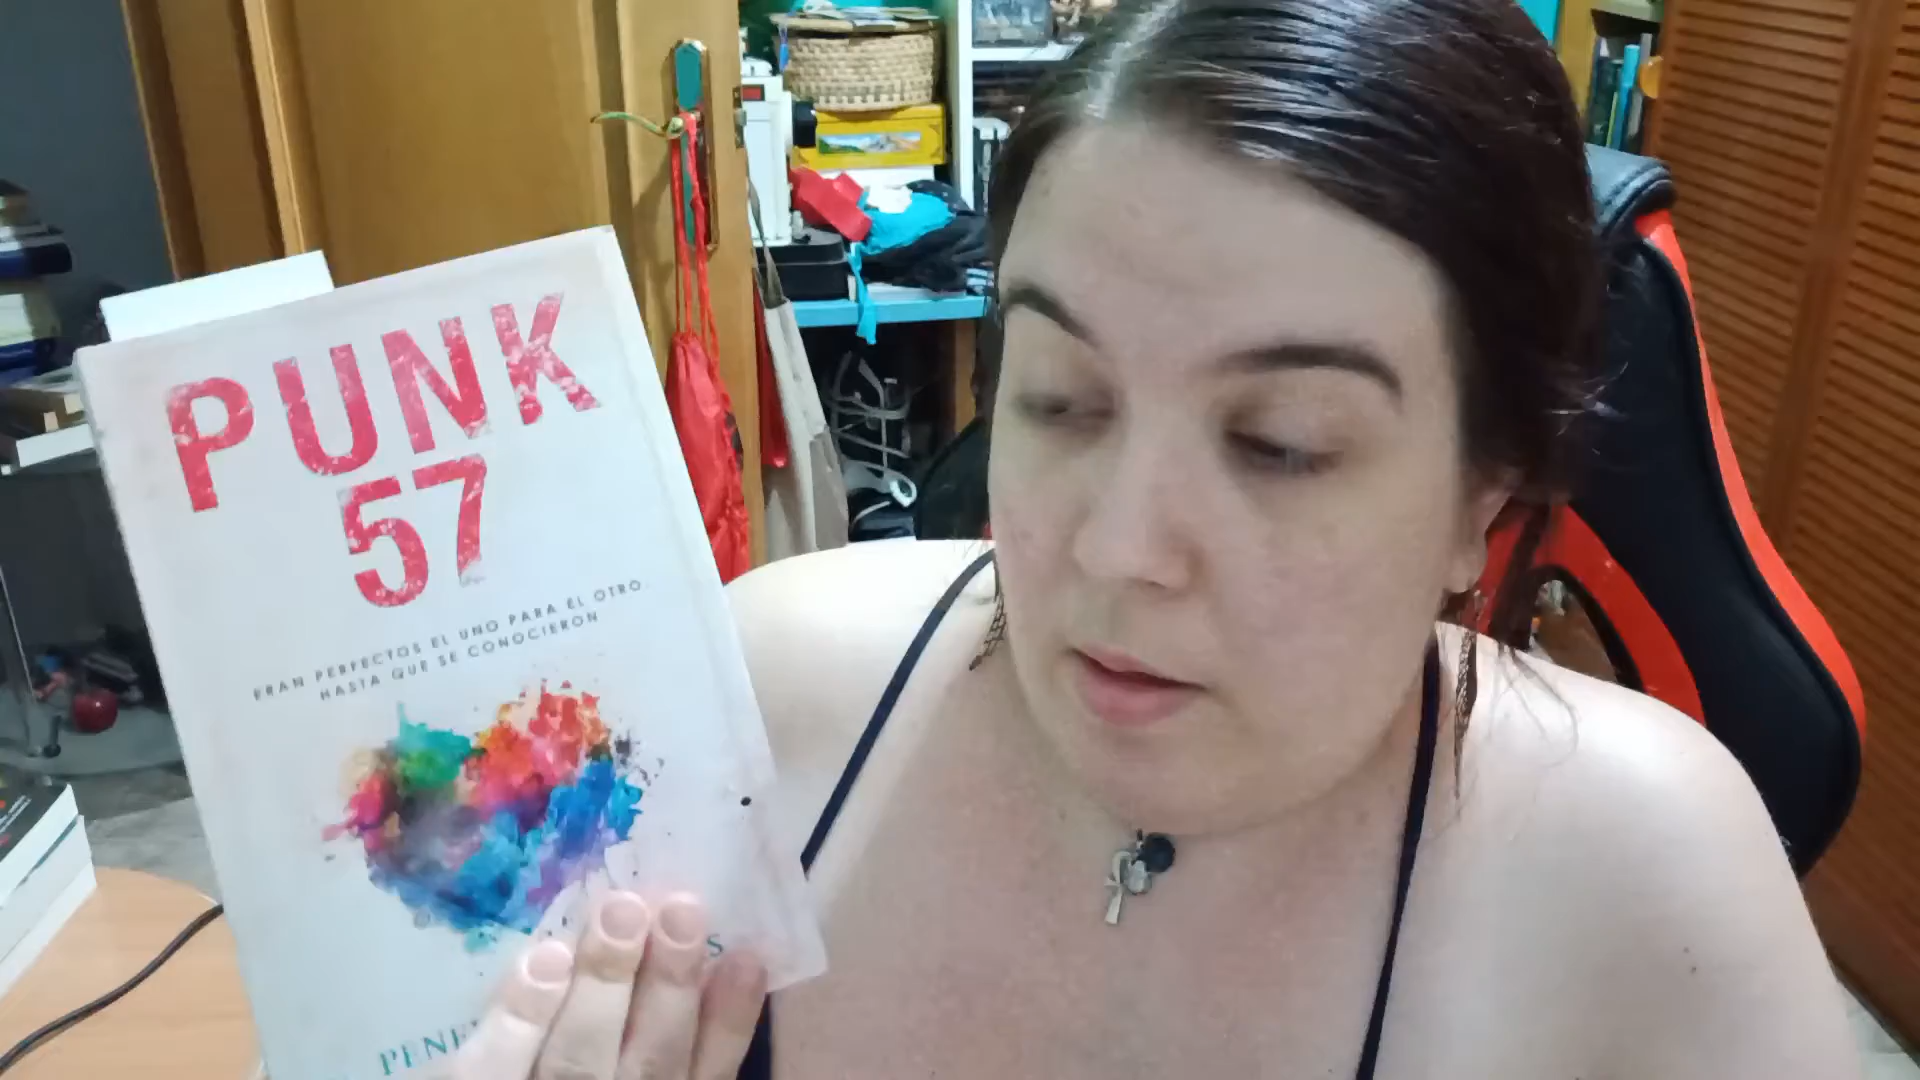 PUNK
57
ERAN PERFECTOS EL UNO PARA EL OTRO
HASTA QUE SE CONOCIERON